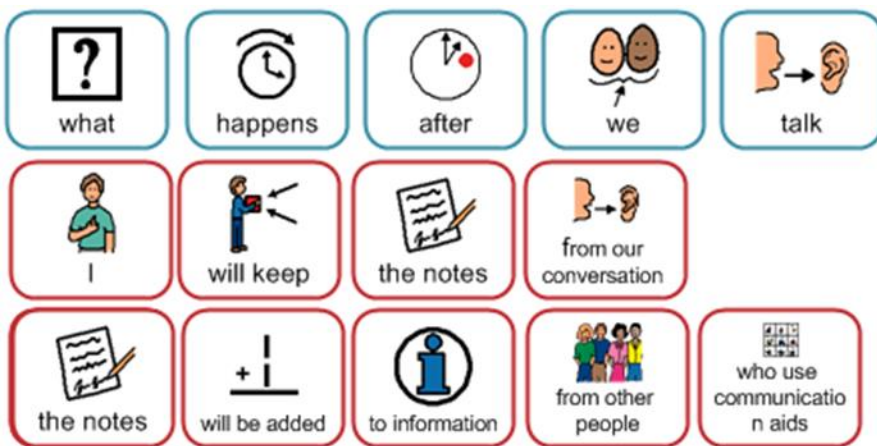 ?
what happens after we talk
I will keep the notes from our
conversation
the notes will be added to information from other
people who use
communicatio
n aids